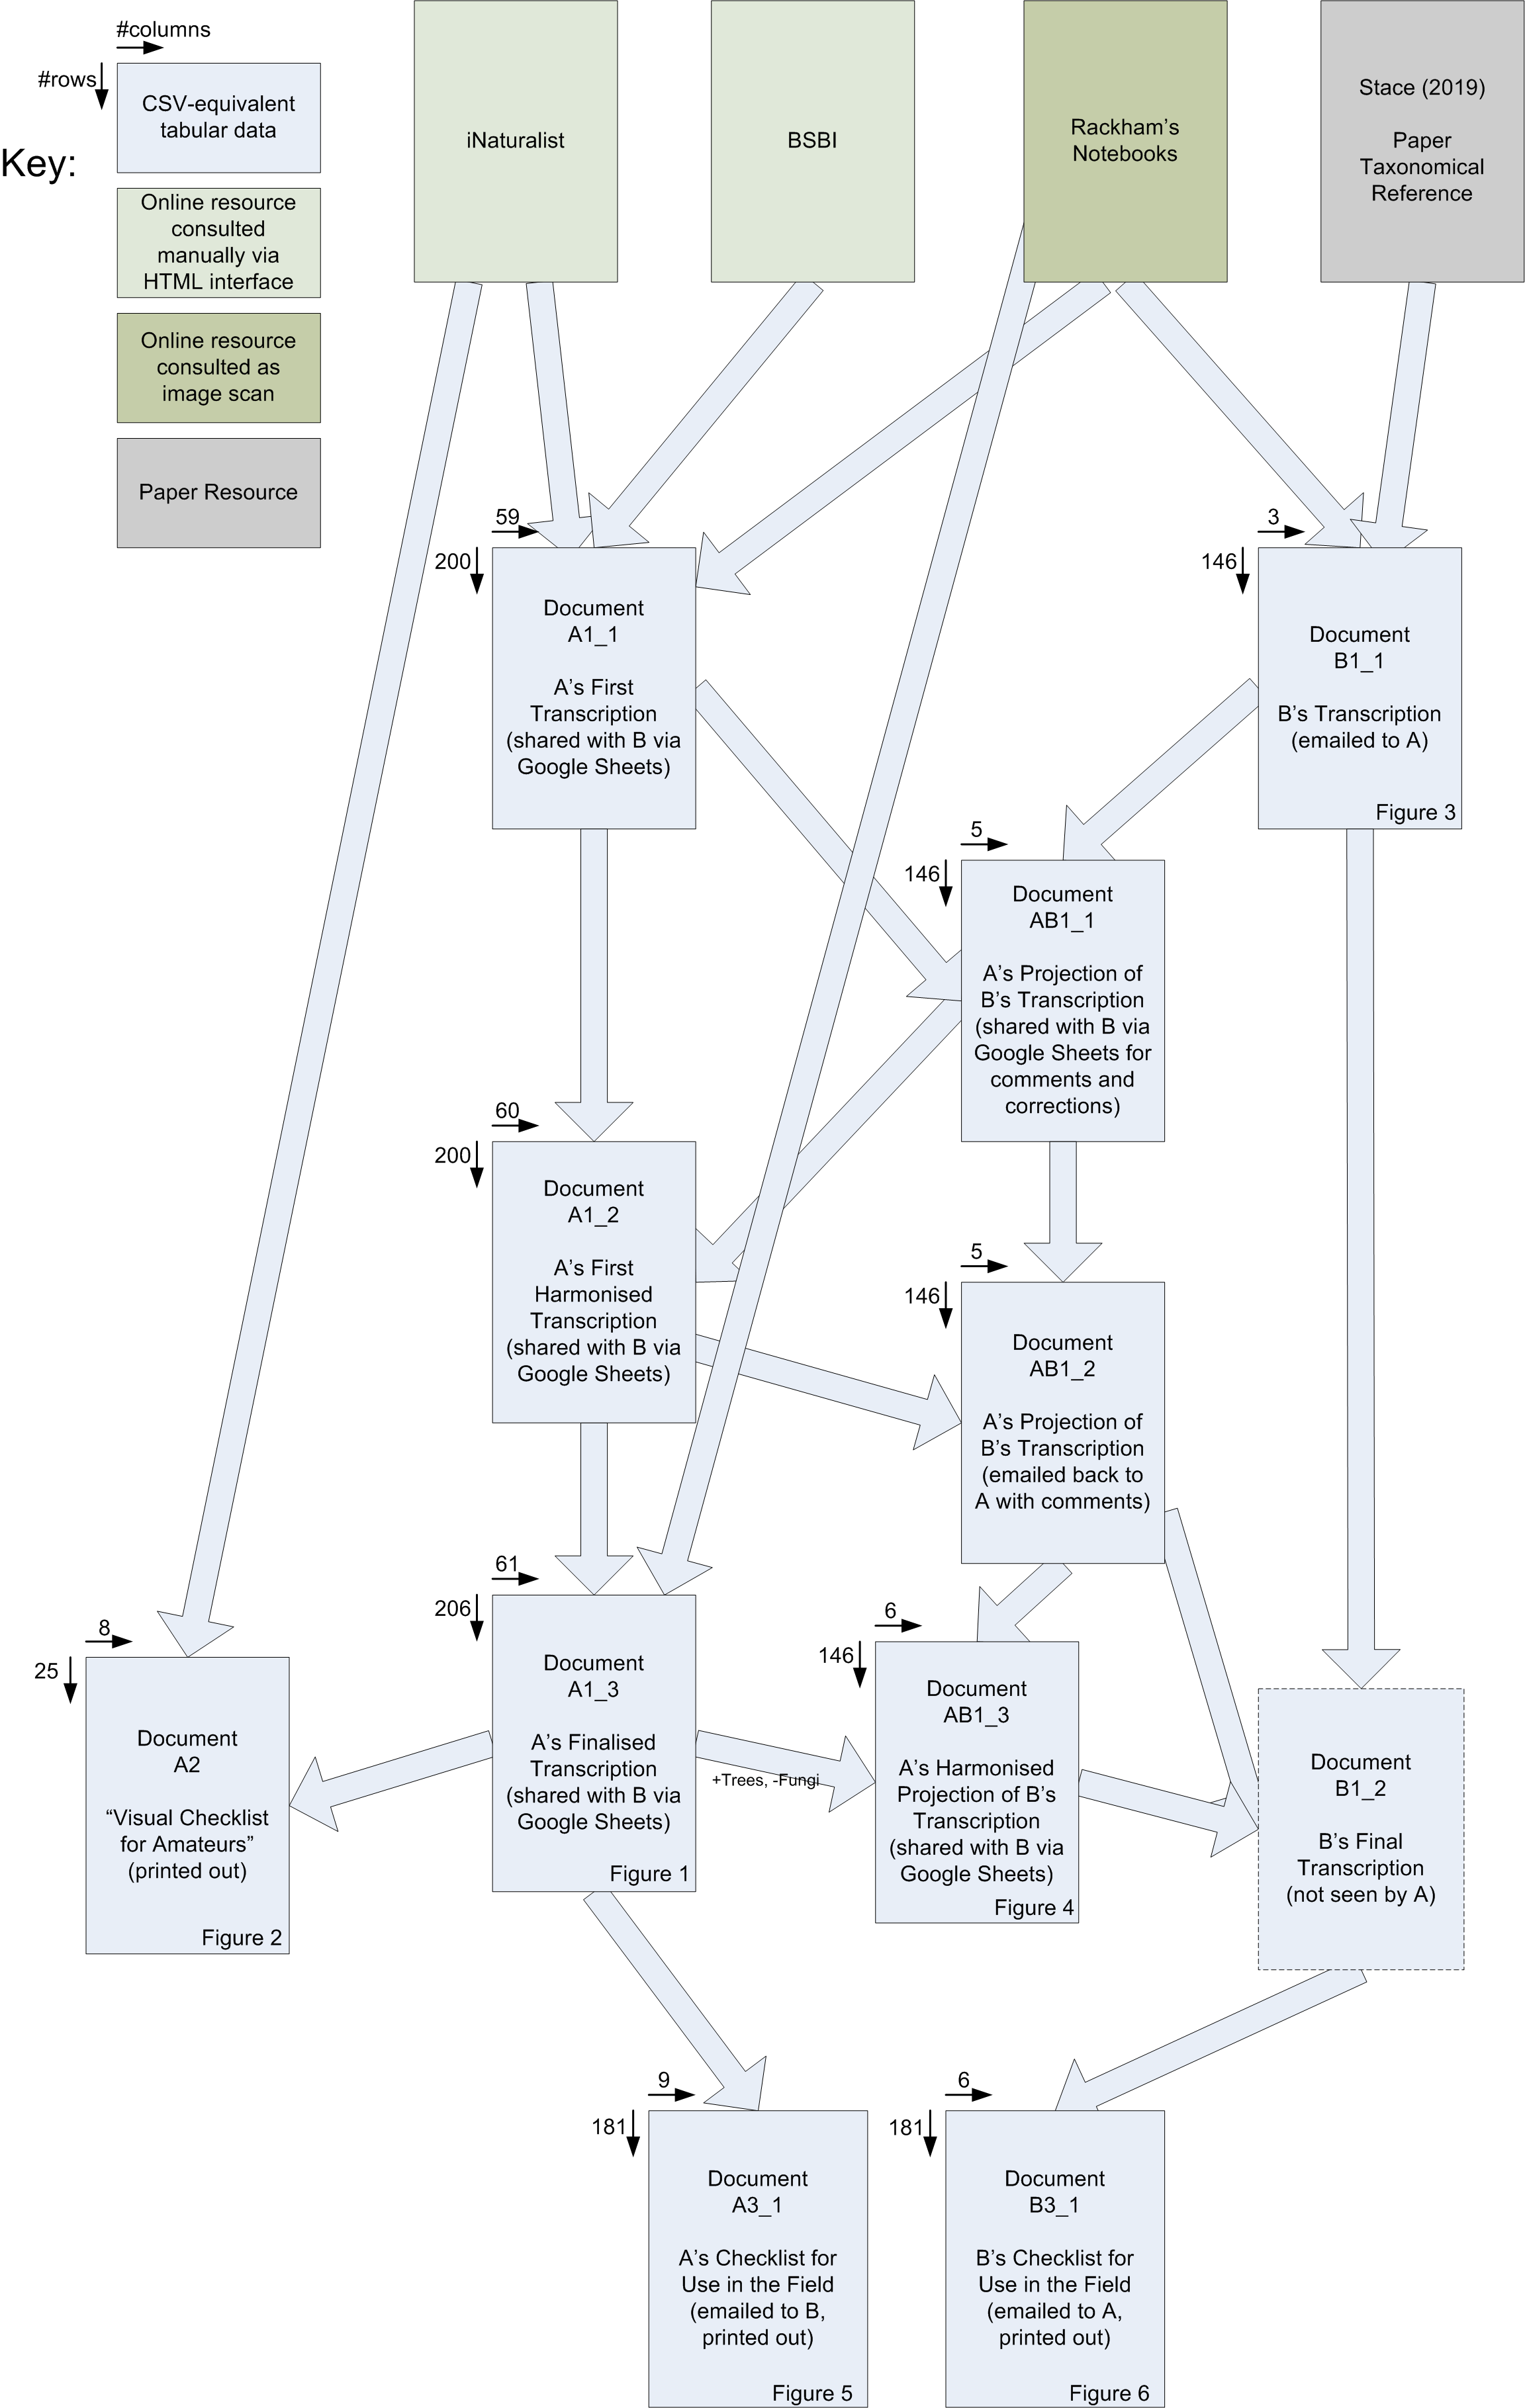 #columns
#rows
Key:
CSV-equivalent
tabular data
Online resource
consulted
manually via
HTML interface
Online resource
consulted as
image scan
Paper Resource
iNaturalist
BSBI
Rackham’s
Notebooks
Stace (2019)
Paper
Taxonomical
Reference
59
200
Document
A1_1
A’s First
Transcription
(shared with B via
Google Sheets)
3
146
Document
B1_1
B’s Transcription
(emailed to A)
Figure 3
5
146
Document
AB1_1
A’s Projection of
B’s Transcription
(shared with B via
Google Sheets for
comments and
corrections)
60
200
Document
A1_2
A’s First
Harmonised
Transcription
(shared with B via
Google Sheets)
5
146
Document
AB1_2
A’s Projection of
B’s Transcription
(emailed back to
A with comments)
8
25
Document
A2
“Visual Checklist
for Amateurs”
(printed out)
Figure 2
61
206
Document
A1_3
A’s Finalised
Transcription
(shared with B via
Google Sheets)
Figure 1
+Trees, -Fungi
6
146
Document
AB1_3
A’s Harmonised
Projection of B’s
Transcription
(shared with B via
Google Sheets)
Figure 4
Document
B1_2
B’s Final
Transcription
(not seen by A)
9
181
Document
A3_1
A’s Checklist for
Use in the Field
(emailed to B,
printed out)
Figure 5
6
181
Document
B3_1
B’s Checklist for
Use in the Field
(emailed to A,
printed out)
Figure 6